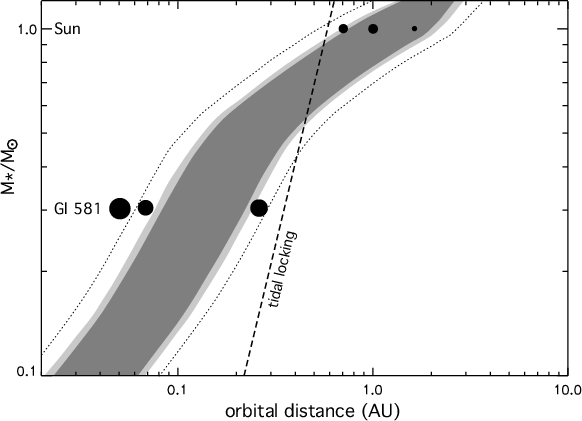 1.0
Sun
M*/M☉
Gl 581
tidal locking
0.1
0.1
1.0
10.0
orbital distance (AU)